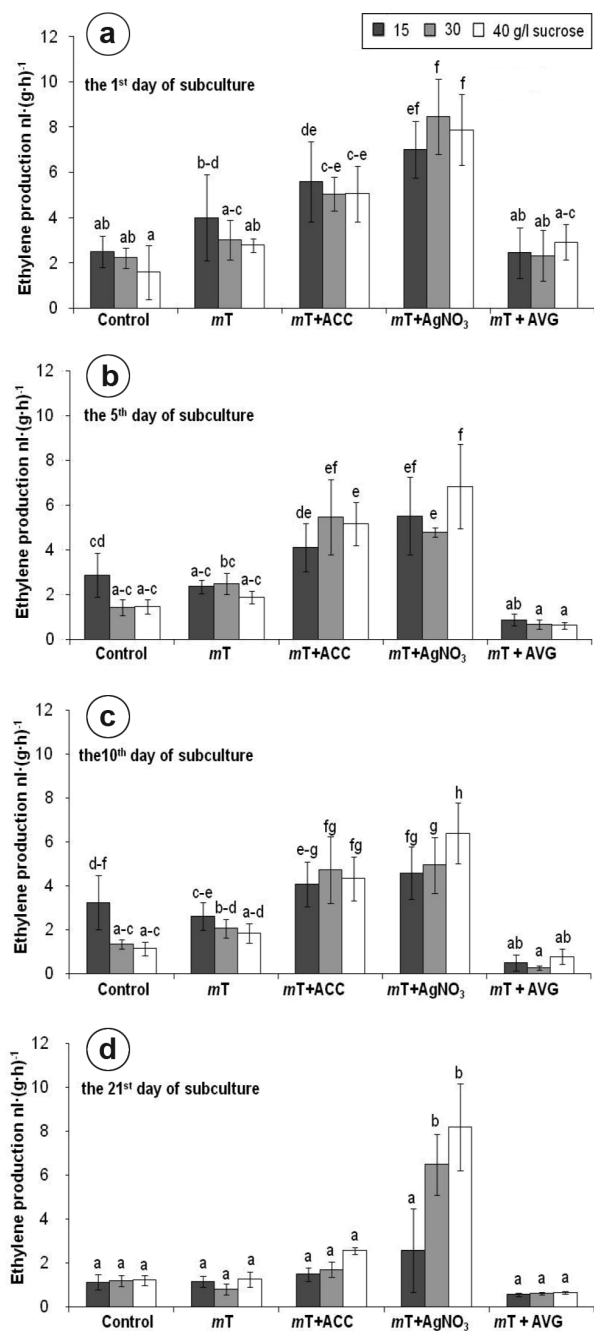 a
15 30 40 g/l sucrose
the 1st day of subculture
Ethylene production nl·(g·h)-1
12
10
8
6
4
2
0
ab ab a
b-d a-c ab
de c-e c-e
ef f f
ab ab a-c
Control mT mT+ACC mT+AgNO3 mT + AVG
b
the 5th day of subculture
Ethylene production nl·(g·h)-1
12
10
8
6
4
2
0
cd a-c a-c
a-c bc a-c
de ef e
ef e f
ab a a
Control mT mT+ACC mT+AgNO3 mT + AVG
c
the10th day of subculture
Ethylene production nl·(g·h)-1
12
10
8
6
4
2
0
d-f a-c a-c
c-e b-d a-d
e-g fg fg
fg g h
ab a ab
Control mT mT+ACC mT+AgNO3 mT + AVG
d
the 21st day of subculture
Ethylene production nl·(g·h)-1
12
10
8
6
4
2
0
a a a
a a a
a a a
a b b
a a a
Control mT mT+ACC mT+AgNO3 mT + AVG